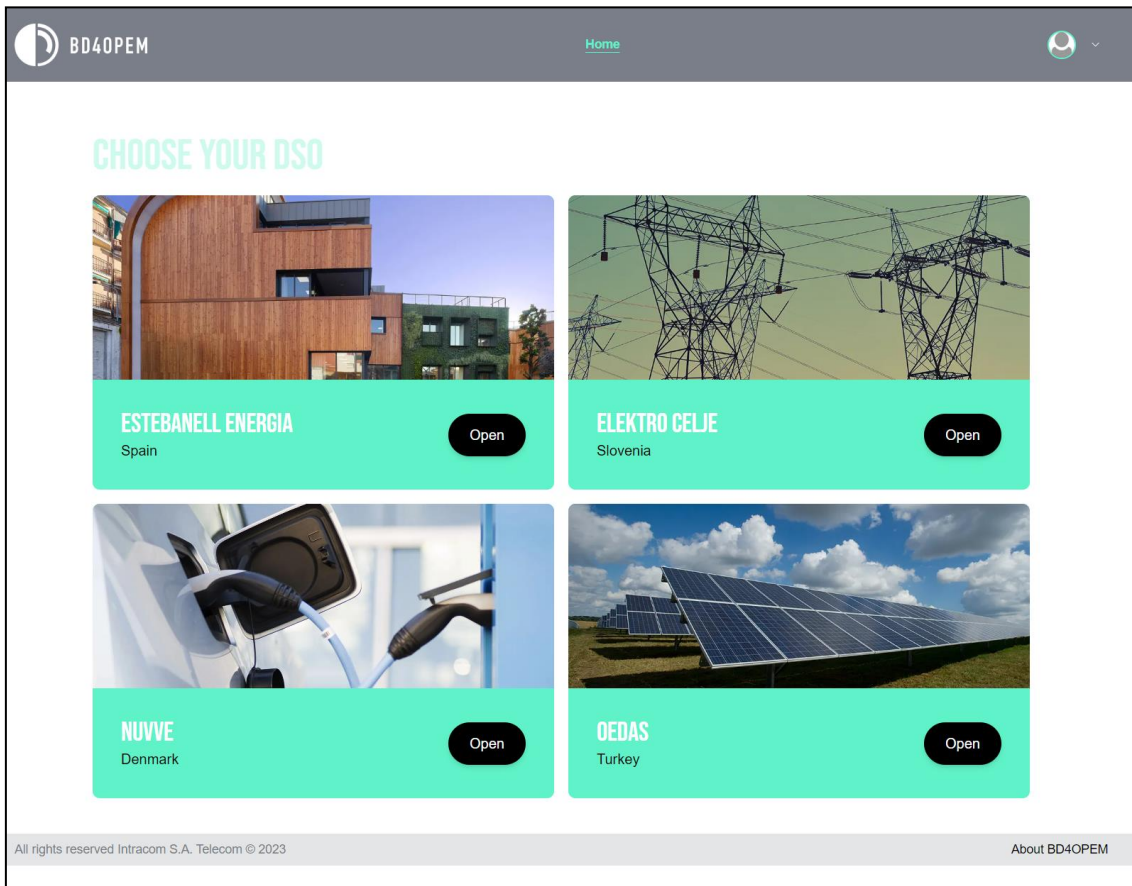 BD4OPEM
Home
CHOOSE YOUR DSO
ESTEBANELL ENERGIA
Spain
Open
ELEKTRO CELJE
Slovenia
Open
NUVVE
Denmark
Open
OEDAS
Turkey
Open
All rights reserved Intracom S.A. Telecom © 2023
About BD4OPEM